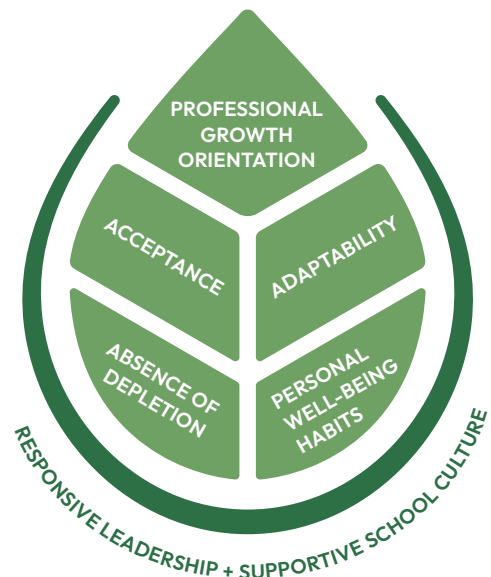 PROFESSIONAL
GROWTH
ORIENTATION
ACCEPTANCE
ADAPTABILITY
ABSENCE OF
DEPLETION
PERSONAL
WELL-BEING
HABITS
RESPONSIVE LEADERSHIP + SUPPORTIVE SCHOOL CULTURE